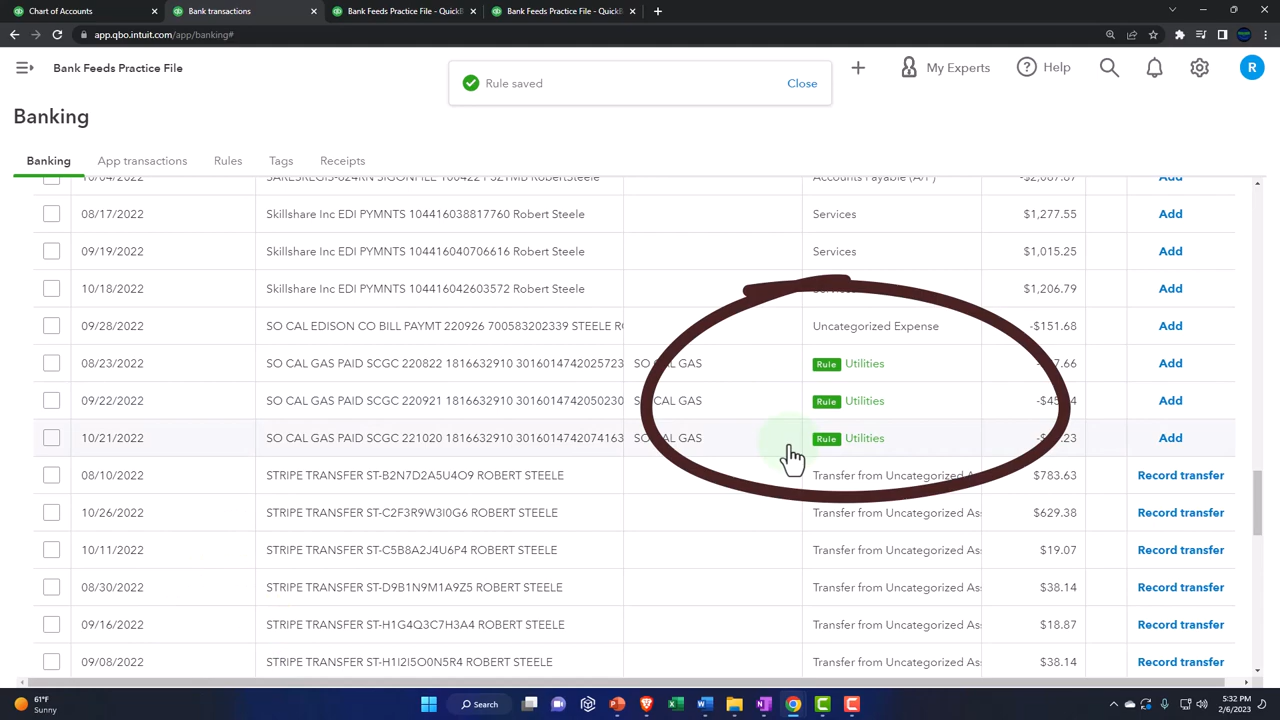 Chart of Accounts
Bank transactions
Bank Feeds Practice File - QuickB
Bank Feeds Practice File - QuickB
app.qbo.intuit.com/app/banking#
Bank Feeds Practice File
Rule saved
Close
My Experts
Help
R
Banking
Banking App transactions Rules Tags Receipts
Accounts Payable (A/P) Add
08/17/2022 Skillshare Inc EDI PYMNTS 104416038817760 Robert Steele Services $1,277.55 Add
09/19/2022 Skillshare Inc EDI PYMNTS 104416040706616 Robert Steele Services $1,015.25 Add
10/18/2022 Skillshare Inc EDI PYMNTS 104416042603572 Robert Steele Services $1,206.79 Add
09/28/2022 SO CAL EDISON CO BILL PAYMT 220926 700583202339 STEELE R Uncategorized Expense -$151.68 Add
08/23/2022 SO CAL GAS PAID SCGC 220822 1816632910 3016014742025723 SO CAL GAS Rule Utilities Add
09/22/2022 SO CAL GAS PAID SCGC 220921 1816632910 3016014742050230 SO CAL GAS Rule Utilities Add
10/21/2022 SO CAL GAS PAID SCGC 221020 1816632910 3016014742074163 SO CAL GAS Rule Utilities Add
08/10/2022 STRIPE TRANSFER ST-B2N7D2A5U4O9 ROBERT STEELE Transfer from Uncategorized As $783.63 Record transfer
10/26/2022 STRIPE TRANSFER ST-C2F3R9W3I0G6 ROBERT STEELE Transfer from Uncategorized As $629.38 Record transfer
10/11/2022 STRIPE TRANSFER ST-C5B8A2J4U6P4 ROBERT STEELE Transfer from Uncategorized As $19.07 Record transfer
08/30/2022 STRIPE TRANSFER ST-D9B1N9M1A9Z5 ROBERT STEELE Transfer from Uncategorized As $38.14 Record transfer
09/16/2022 STRIPE TRANSFER ST-H1G4Q3C7H3A4 ROBERT STEELE Transfer from Uncategorized As $18.87 Record transfer
09/08/2022 STRIPE TRANSFER ST-H1I2I5O0N5R4 ROBERT STEELE Transfer from Uncategorized As $38.14 Record transfer
61°F
Sunny
Search
5:32 PM
2/6/2023